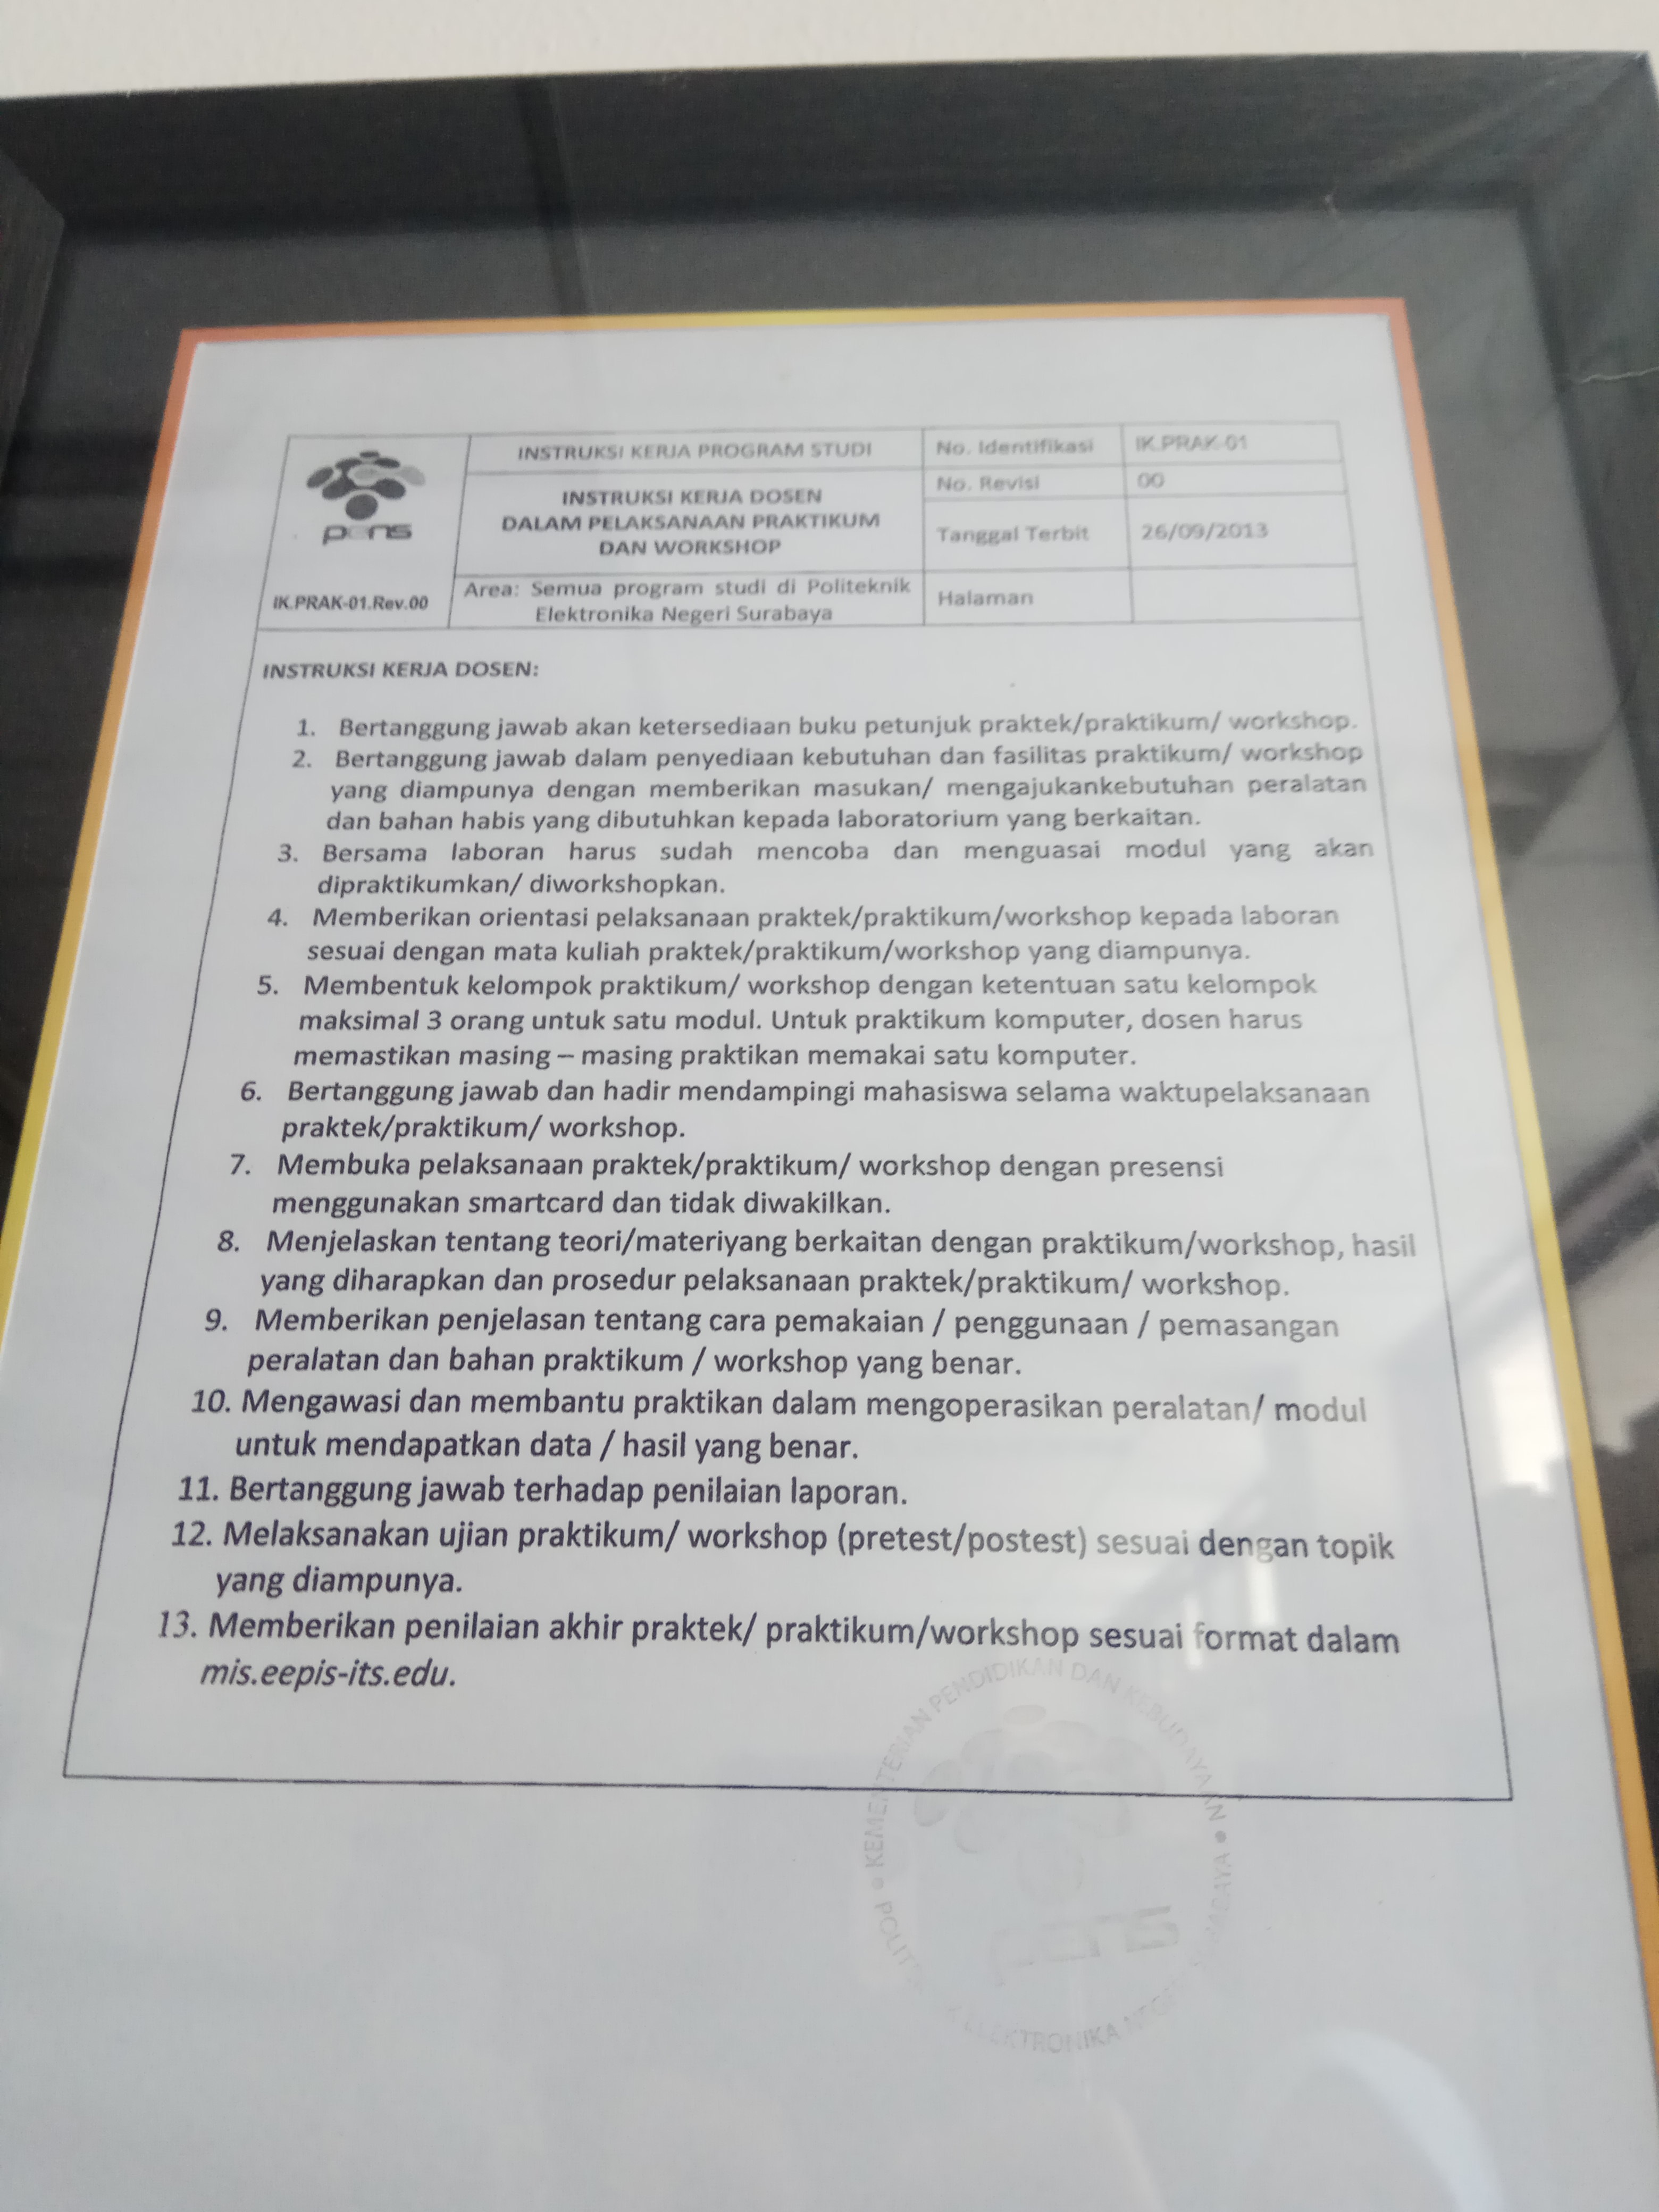 pens
IK.PRAK-01.Rev.00
INSTRUKSI KERJA PROGRAM STUDI
INSTRUKSI KERJA DOSEN
DALAM PELAKSANAAN PRAKTIKUM
DAN WORKSHOP
Area: Semua program studi di Politeknik
Elektronika Negeri Surabaya
No. Identifikasi IK.PRAK-01
No. Revisi 00
Tanggal Terbit 26/09/2013
Halaman
INSTRUKSI KERJA DOSEN:
1. Bertanggung jawab akan ketersediaan buku petunjuk praktek/praktikum/ workshop.
2. Bertanggung jawab dalam penyediaan kebutuhan dan fasilitas praktikum/ workshop
yang diampunya dengan memberikan masukan/ mengajukankebutuhan peralatan
dan bahan habis yang dibutuhkan kepada laboratorium yang berkaitan.
3. Bersama laboran harus sudah mencoba dan menguasai modul yang akan
dipraktikumkan/ diworkshopkan.
4. Memberikan orientasi pelaksanaan praktek/praktikum/workshop kepada laboran
sesuai dengan mata kuliah praktek/praktikum/workshop yang diampunya.
5. Membentuk kelompok praktikum/ workshop dengan ketentuan satu kelompok
maksimal 3 orang untuk satu modul. Untuk praktikum komputer, dosen harus
memastikan masing – masing praktikan memakai satu komputer.
6. Bertanggung jawab dan hadir mendampingi mahasiswa selama waktupelaksanaan
praktek/praktikum/ workshop.
7. Membuka pelaksanaan praktek/praktikum/ workshop dengan presensi
menggunakan smartcard dan tidak diwakilkan.
8. Menjelaskan tentang teori/materiyang berkaitan dengan praktikum/workshop, hasil
yang diharapkan dan prosedur pelaksanaan praktek/praktikum/ workshop.
9. Memberikan penjelasan tentang cara pemakaian / penggunaan / pemasangan
peralatan dan bahan praktikum / workshop yang benar.
10. Mengawasi dan membantu praktikan dalam mengoperasikan peralatan/ modul
untuk mendapatkan data / hasil yang benar.
11. Bertanggung jawab terhadap penilaian laporan.
12. Melaksanakan ujian praktikum/ workshop (pretest/postest) sesuai dengan topik
yang diampunya.
13. Memberikan penilaian akhir praktek/ praktikum/workshop sesuai format dalam
mis.eepis-its.edu.
KEMENTERIAN PENDIDIKAN DAN KEBUDAYAAN
ELEKTRONIKA
pens